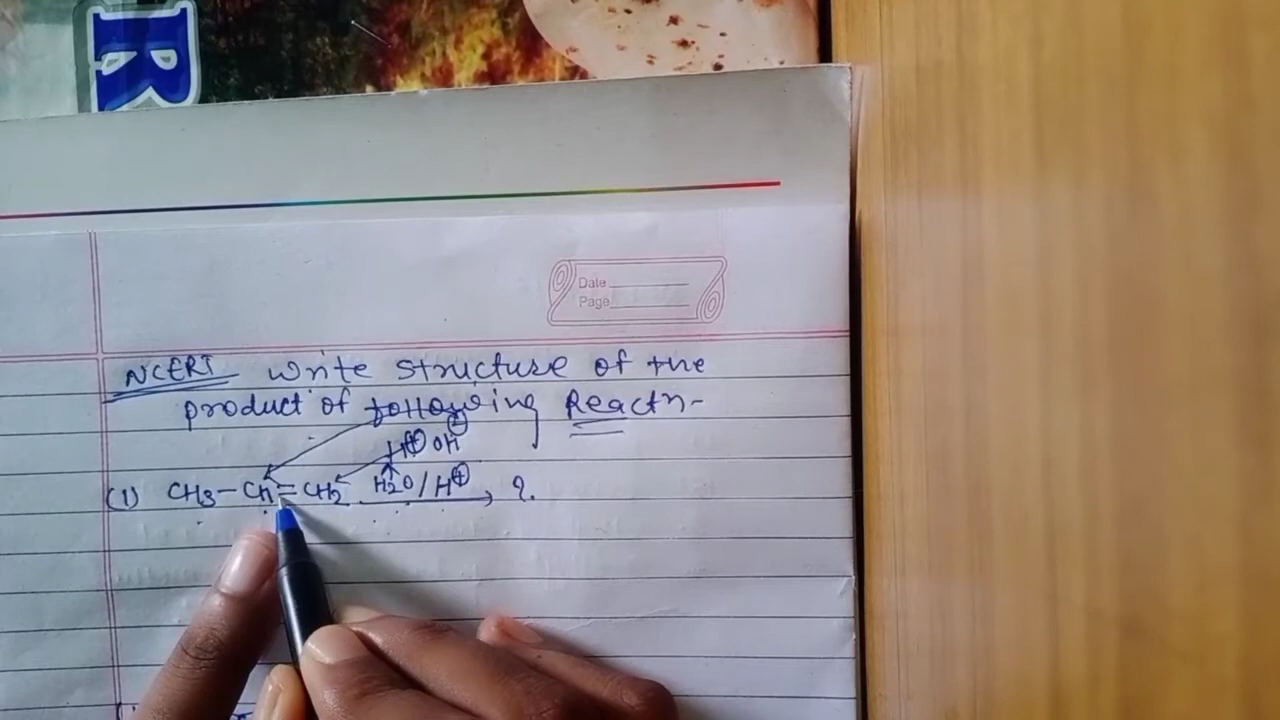 R
Date
Page
NCERT Write structure of the
product of following Reactn-
H⊕ OH⊖
(1) CH3-CH=CH2 H2O/H⊕ → ?.